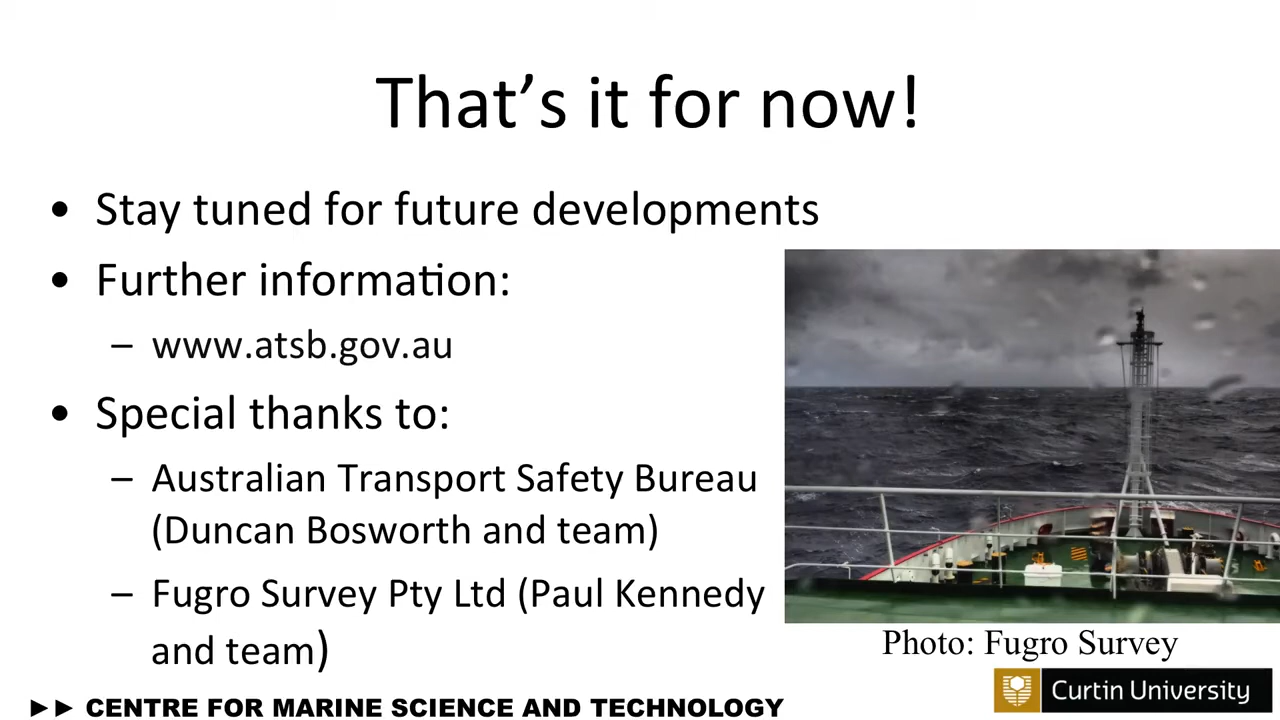 That's it for now!
• Stay tuned for future developments
• Further information:
– www.atsb.gov.au
• Special thanks to:
– Australian Transport Safety Bureau
(Duncan Bosworth and team)
– Fugro Survey Pty Ltd (Paul Kennedy
and team)
Photo: Fugro Survey
►► CENTRE FOR MARINE SCIENCE AND TECHNOLOGY
Curtin University